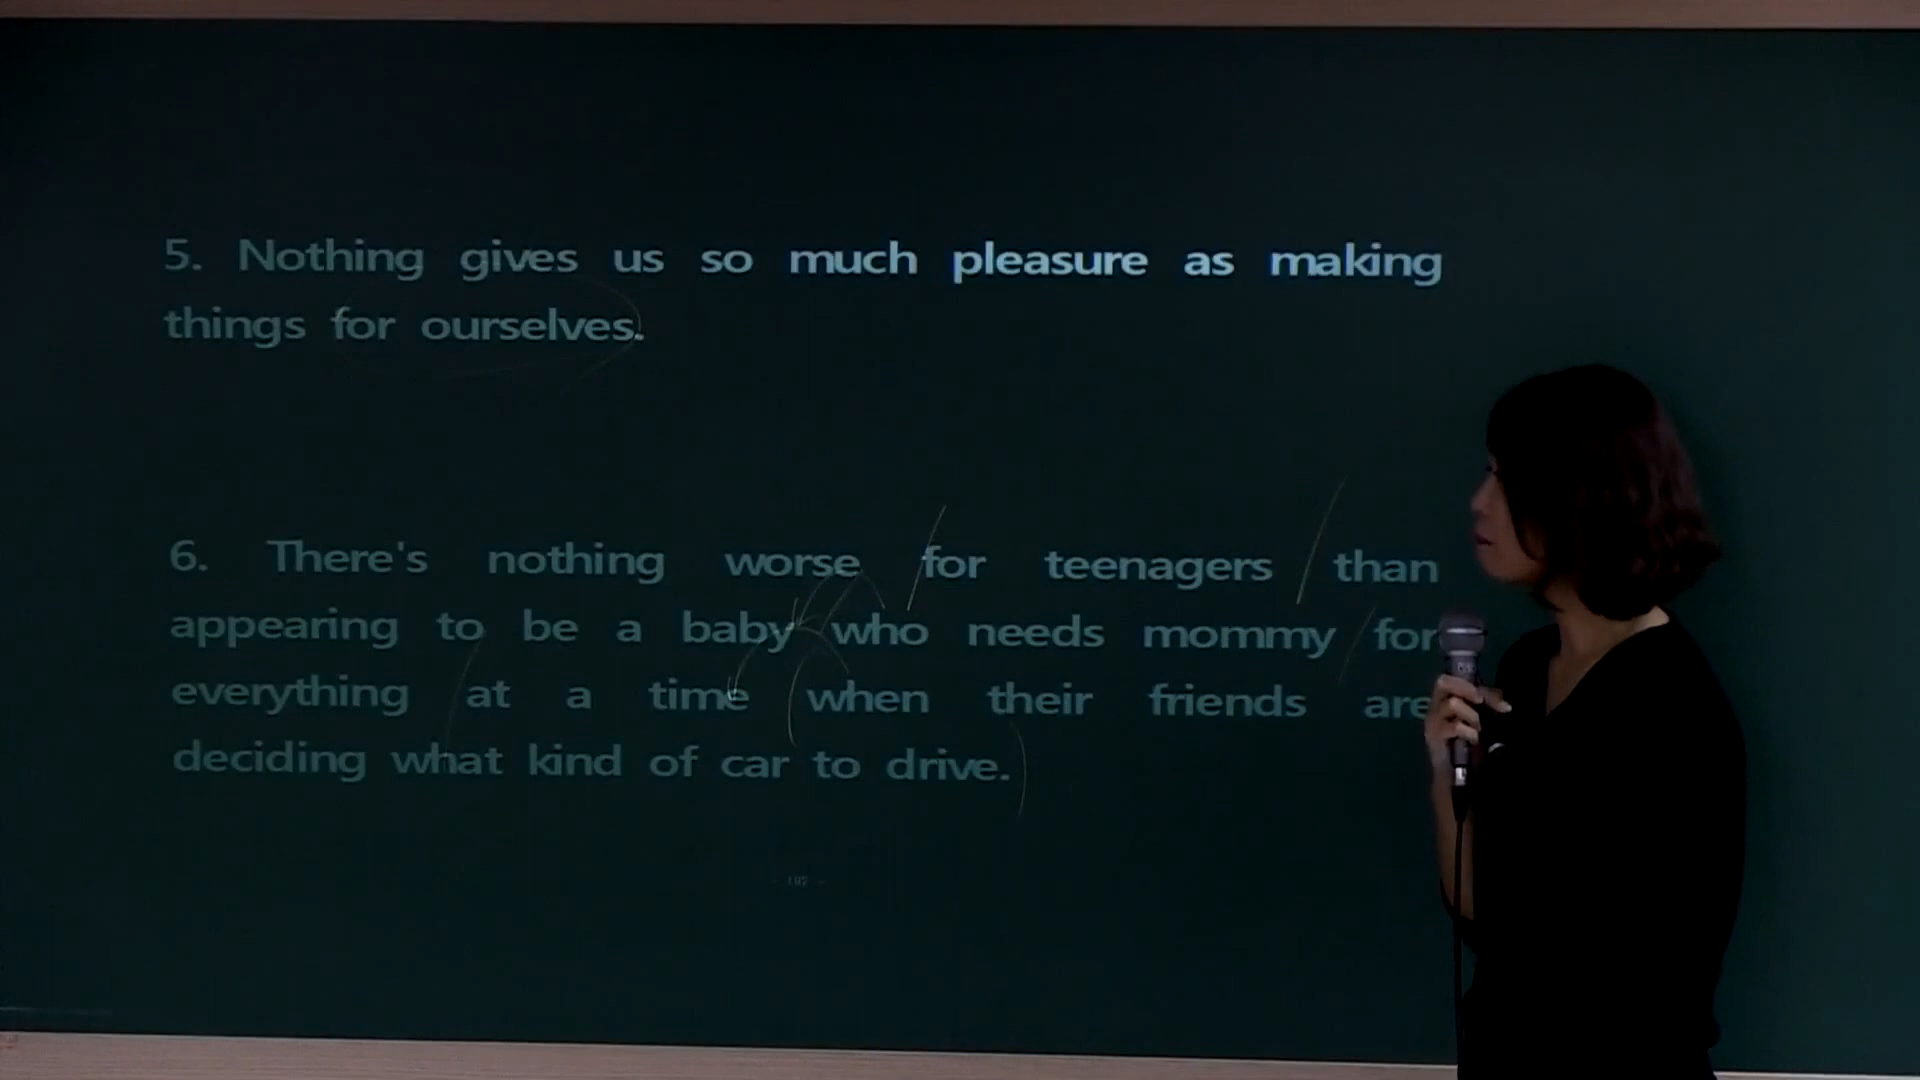 5. Nothing gives us so much pleasure as making
things for ourselves.
6. There's nothing worse for teenagers than
appearing to be a baby who needs mommy for
everything at a time when their friends are
deciding what kind of car to drive.